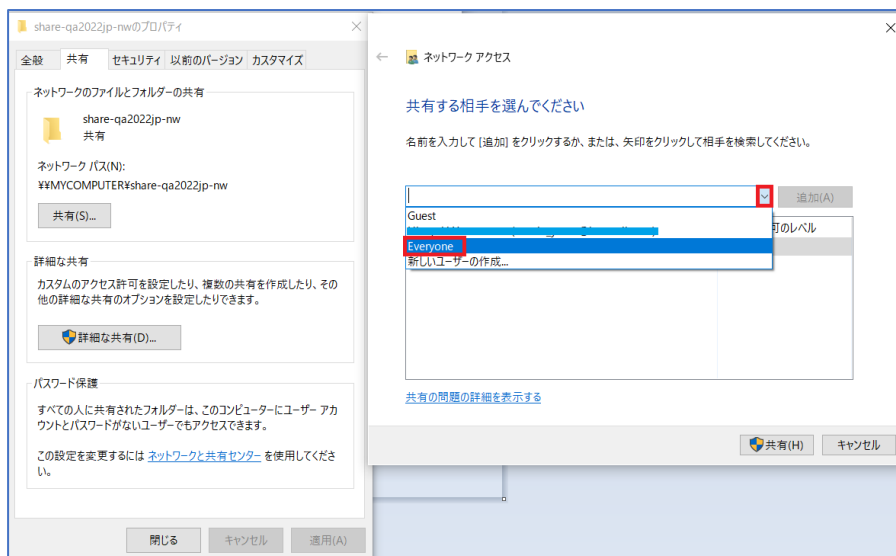 share-qa2022jp-nwのプロパティ
全般 共有 セキュリティ 以前のバージョン カスタマイズ
ネットワークのファイルとフォルダーの共有
share-qa2022jp-nw
共有
ネットワーク パス(N):
¥¥MYCOMPUTER¥share-qa2022jp-nw
共有(S)...
詳細な共有
カスタムのアクセス許可を設定したり、複数の共有を作成したり、その
他の詳細な共有のオプションを設定したりできます。
詳細な共有(D)...
パスワード保護
すべての人に共有されたフォルダーは、このコンピューターにユーザー アカ
ウントとパスワードがないユーザーでもアクセスできます。
この設定を変更するには ネットワークと共有センター を使用してくださ
い。
閉じる キャンセル 適用(A)
ネットワーク アクセス
共有する相手を選んでください
名前を入力して [追加] をクリックするか、または、矢印をクリックして相手を検索してください。
追加(A)
Guest
可のレベル
Everyone
新しいユーザーの作成...
共有の問題の詳細を表示する
共有(H) キャンセル